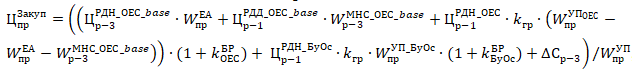 Ц_пр^Закуп = ((Ц_р−3^РДН_ОЕС_base · W_пр^ЕА + Ц_р−1^РДД_ОЕС_base · W_р−3^МНС_ОЕС_base + Ц_р−1^РДН_ОЕС · k_гр · (W_пр^УП_ОЕС −
W_пр^ЕА − W_р−3^МНС_ОЕС_base)) · (1 + k_ОЕС^БР) + Ц_р−1^РДН_БуОс · k_гр · W_пр^УП_БуОс · (1 + k_БуОс^БР) + ΔC_р−3)/W_пр^УП